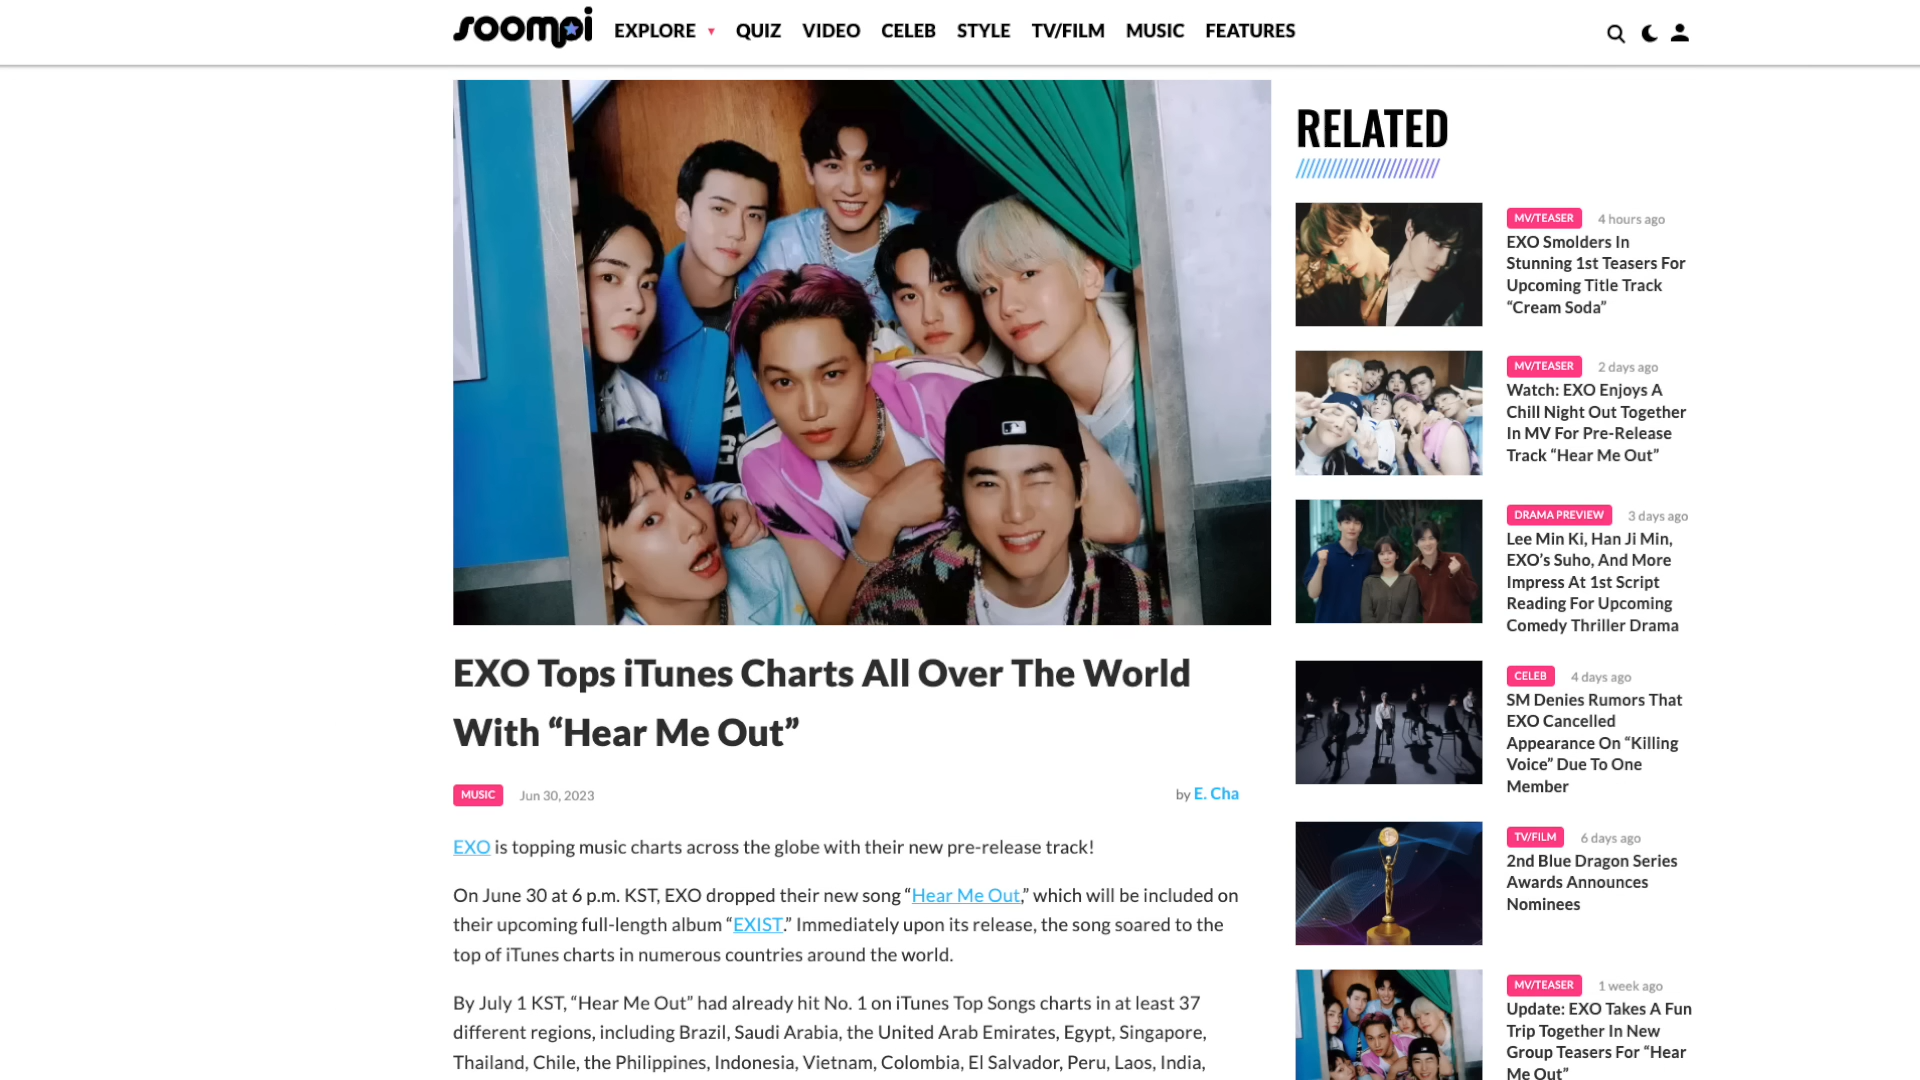 soompi EXPLORE ▼ QUIZ VIDEO CELEB STYLE TV/FILM MUSIC FEATURES
EXO Tops iTunes Charts All Over The World
With “Hear Me Out”
MUSIC Jun 30, 2023 by E. Cha
EXO is topping music charts across the globe with their new pre-release track!
On June 30 at 6 p.m. KST, EXO dropped their new song “Hear Me Out,” which will be included on
their upcoming full-length album “EXIST.” Immediately upon its release, the song soared to the
top of iTunes charts in numerous countries around the world.
By July 1 KST, “Hear Me Out” had already hit No. 1 on iTunes Top Songs charts in at least 37
different regions, including Brazil, Saudi Arabia, the United Arab Emirates, Egypt, Singapore,
Thailand, Chile, the Philippines, Indonesia, Vietnam, Colombia, El Salvador, Peru, Laos, India,
RELATED
MV/TEASER 4 hours ago
EXO Smolders In
Stunning 1st Teasers For
Upcoming Title Track
“Cream Soda”
MV/TEASER 2 days ago
Watch: EXO Enjoys A
Chill Night Out Together
In MV For Pre-Release
Track “Hear Me Out”
DRAMA PREVIEW 3 days ago
Lee Min Ki, Han Ji Min,
EXO’s Suho, And More
Impress At 1st Script
Reading For Upcoming
Comedy Thriller Drama
CELEB 4 days ago
SM Denies Rumors That
EXO Cancelled
Appearance On “Killing
Voice” Due To One
Member
TV/FILM 6 days ago
2nd Blue Dragon Series
Awards Announces
Nominees
MV/TEASER 1 week ago
Update: EXO Takes A Fun
Trip Together In New
Group Teasers For “Hear
Me Out”